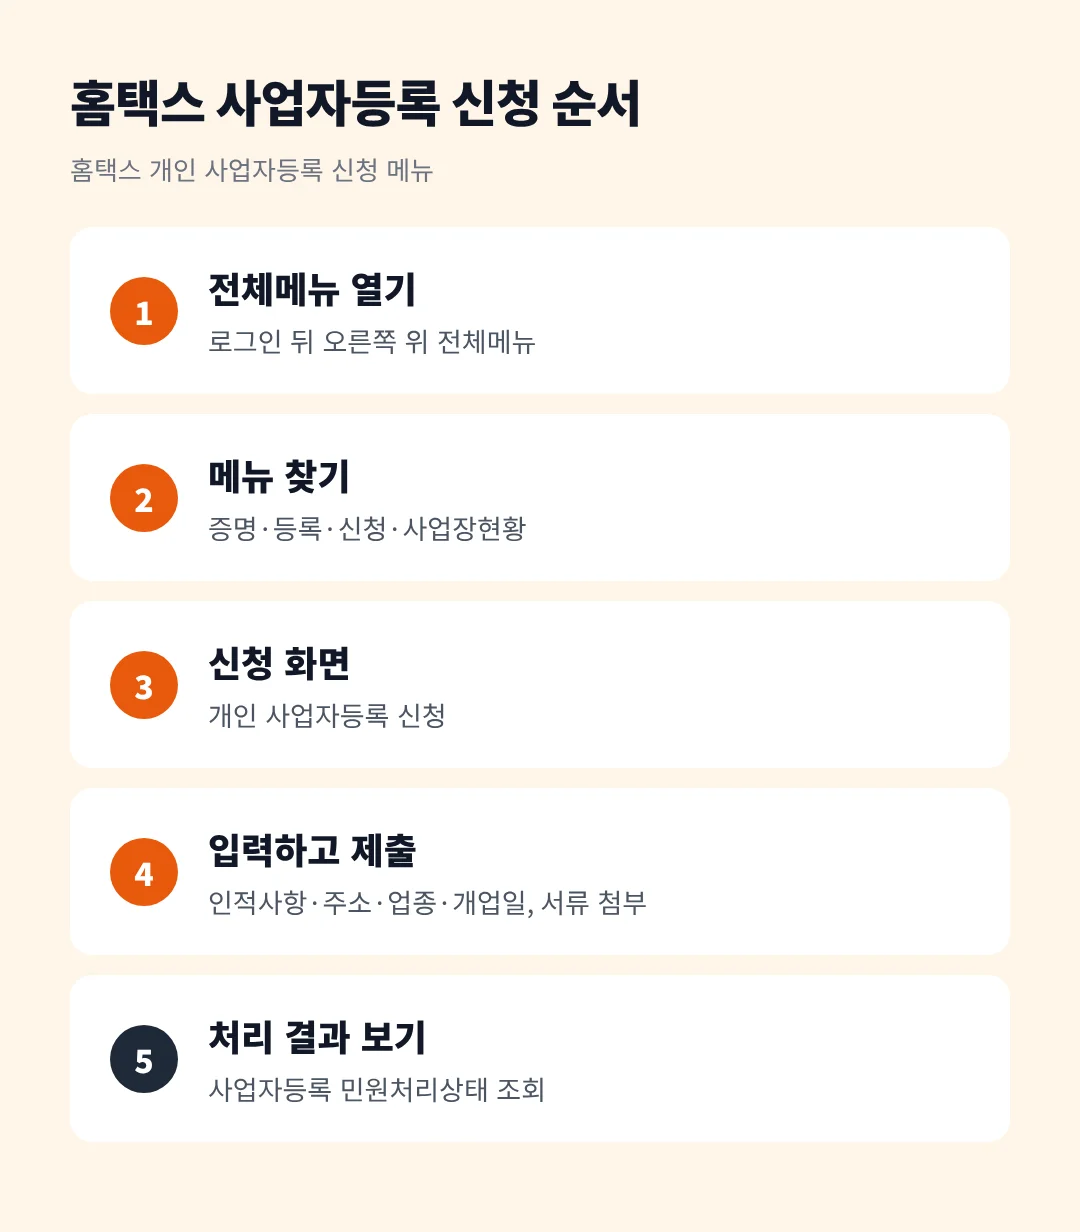 홈택스 사업자등록 신청 순서
홈택스 개인 사업자등록 신청 메뉴
1
전체메뉴 열기
로그인 뒤 오른쪽 위 전체메뉴
2
메뉴 찾기
증명·등록·신청·사업장현황
3
신청 화면
개인 사업자등록 신청
4
입력하고 제출
인적사항·주소·업종·개업일, 서류 첨부
5
처리 결과 보기
사업자등록 민원처리상태 조회